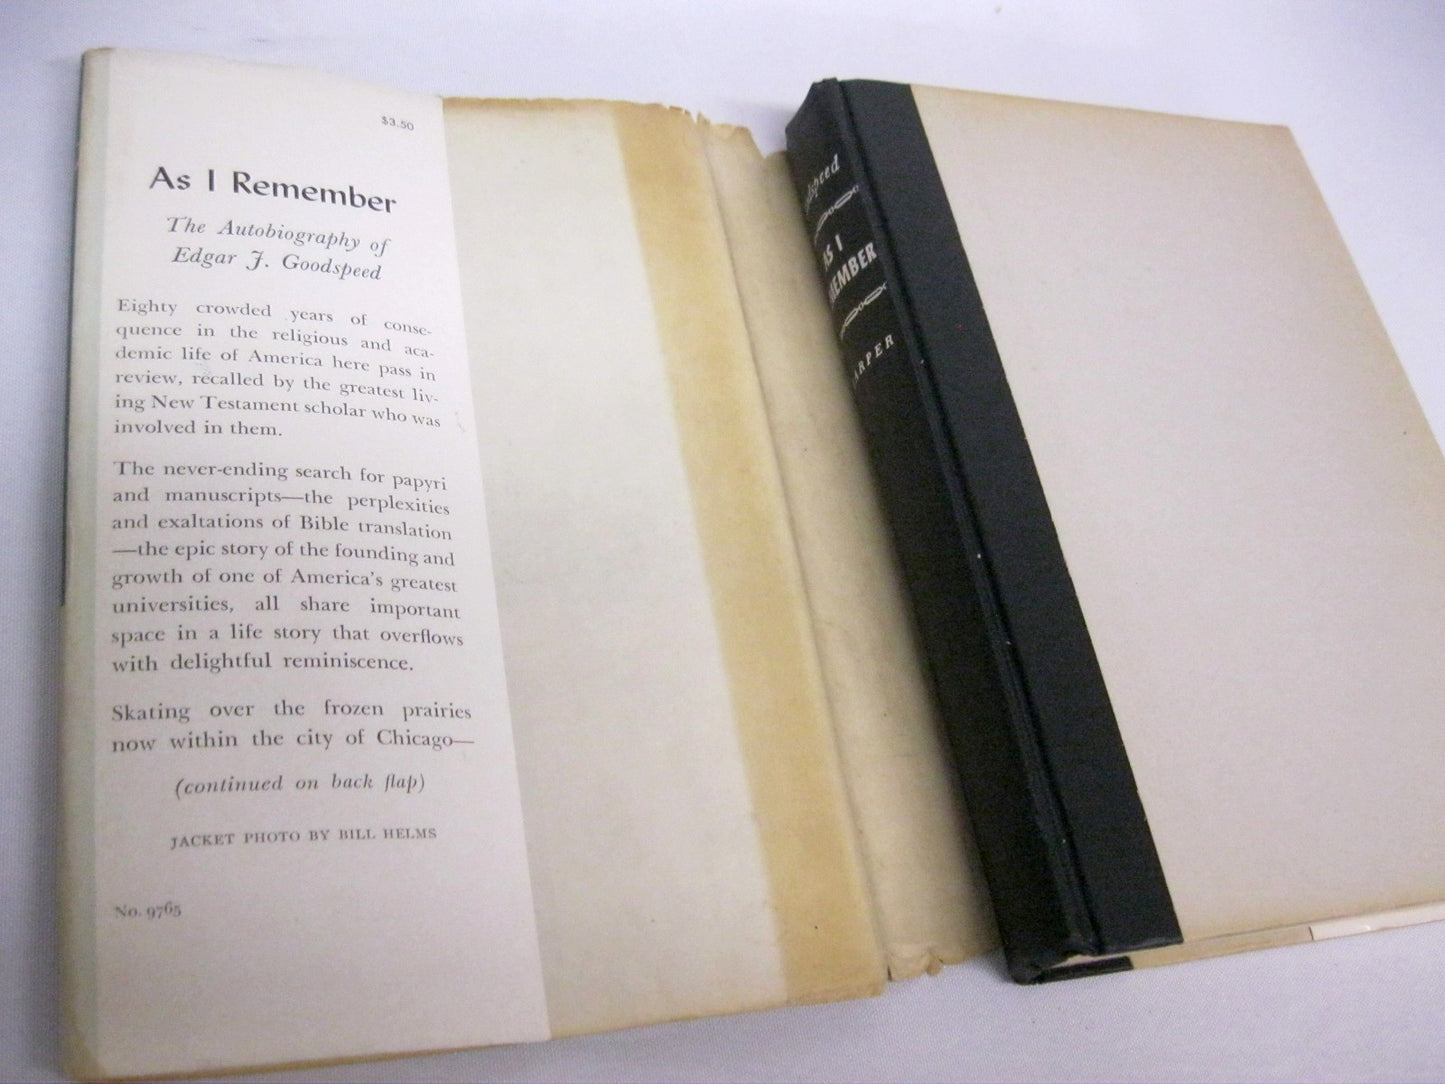 $3.50
As I Remember
The Autobiography of
Edgar J. Goodspeed
Eighty crowded years of conse-
quence in the religious and aca-
demic life of America here pass in
review, recalled by the greatest liv-
ing New Testament scholar who was
involved in them.
The never-ending search for papyri
and manuscripts—the perplexities
and exaltations of Bible translation
—the epic story of the founding and
growth of one of America's greatest
universities, all share important
space in a life story that overflows
with delightful reminiscence.
Skating over the frozen prairies
now within the city of Chicago—
(continued on back flap)
JACKET PHOTO BY BILL HELMS
No. 9765
AS I